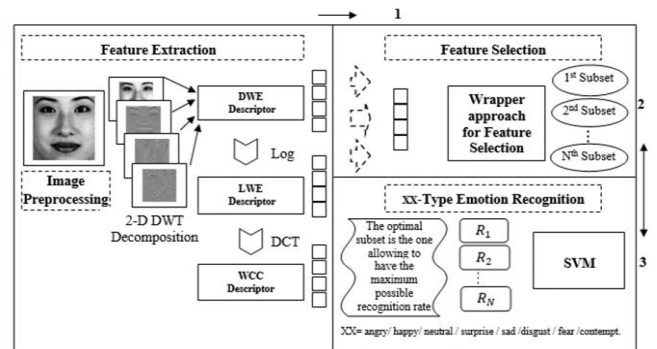 1
Feature Extraction
DWE
Descriptor
Log
Image
Preprocessing
2-D DWT
Decomposition
LWE
Descriptor
DCT
WCC
Descriptor
Feature Selection
Wrapper
approach
for Feature
Selection
1st Subset
2nd Subset
Nth Subset
2
XX-Type Emotion Recognition
The optimal
subset is the one
allowing to
have the
maximum
possible
recognition rate
R1
R2
RN
SVM
3
XX= angry/ happy/ neutral / surprise / sad /disgust / fear /contempt.